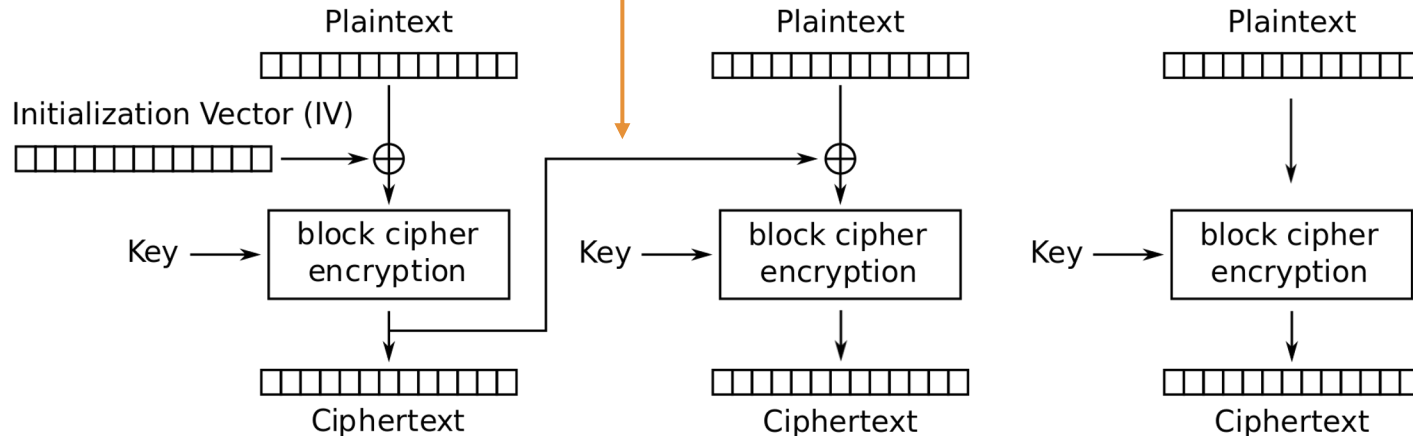 Plaintext
Plaintext
Plaintext
Initialization Vector (IV)
Key
block cipher
encryption
Key
block cipher
encryption
Key
block cipher
encryption
Ciphertext
Ciphertext
Ciphertext